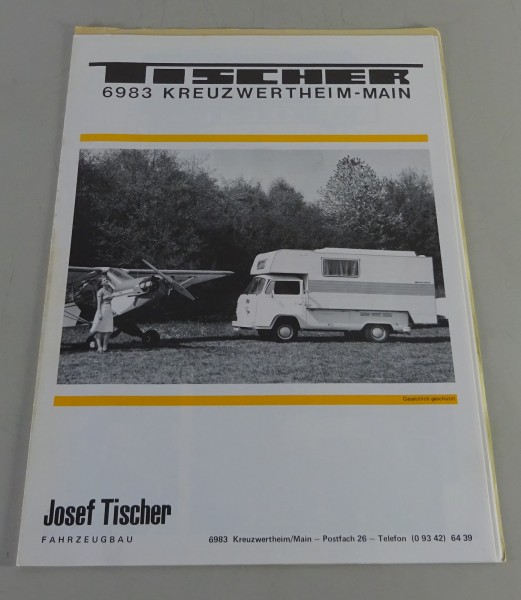 TISCHER
6983 KREUZWERTHEIM-MAIN
Gesetzlich geschützt
Josef Tischer
FAHRZEUGBAU
6983 Kreuzwertheim/Main – Postfach 26 – Telefon (0 93 42) 64 39